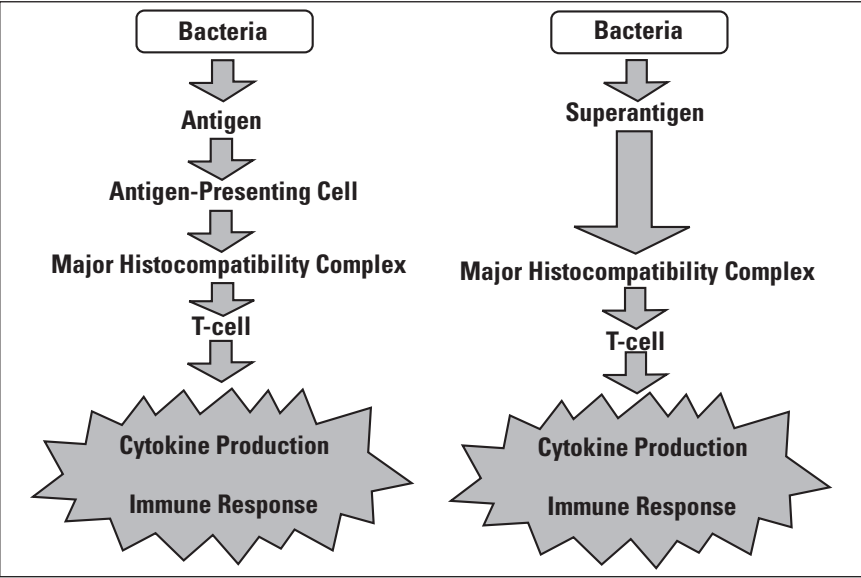 Bacteria
Antigen
Antigen-Presenting Cell
Major Histocompatibility Complex
T-cell
Cytokine Production
Immune Response
Bacteria
Superantigen
Major Histocompatibility Complex
T-cell
Cytokine Production
Immune Response